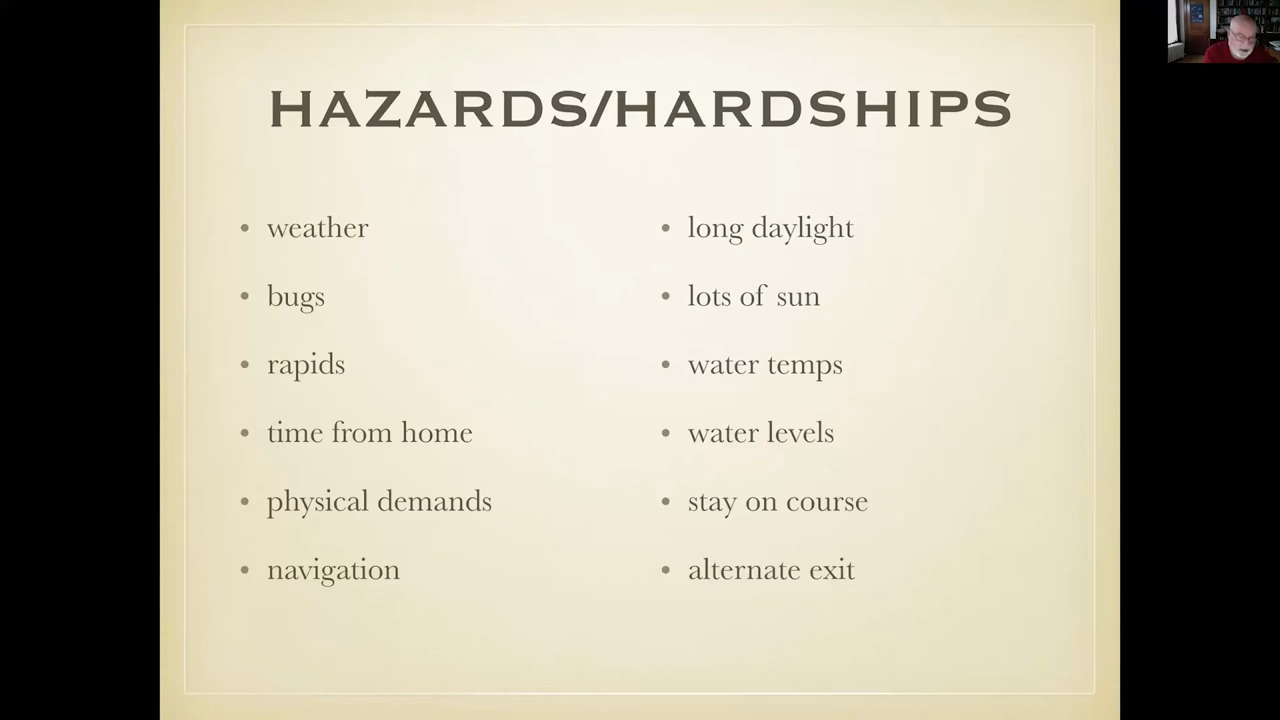 HAZARDS/HARDSHIPS
• weather
• bugs
• rapids
• time from home
• physical demands
• navigation
• long daylight
• lots of sun
• water temps
• water levels
• stay on course
• alternate exit